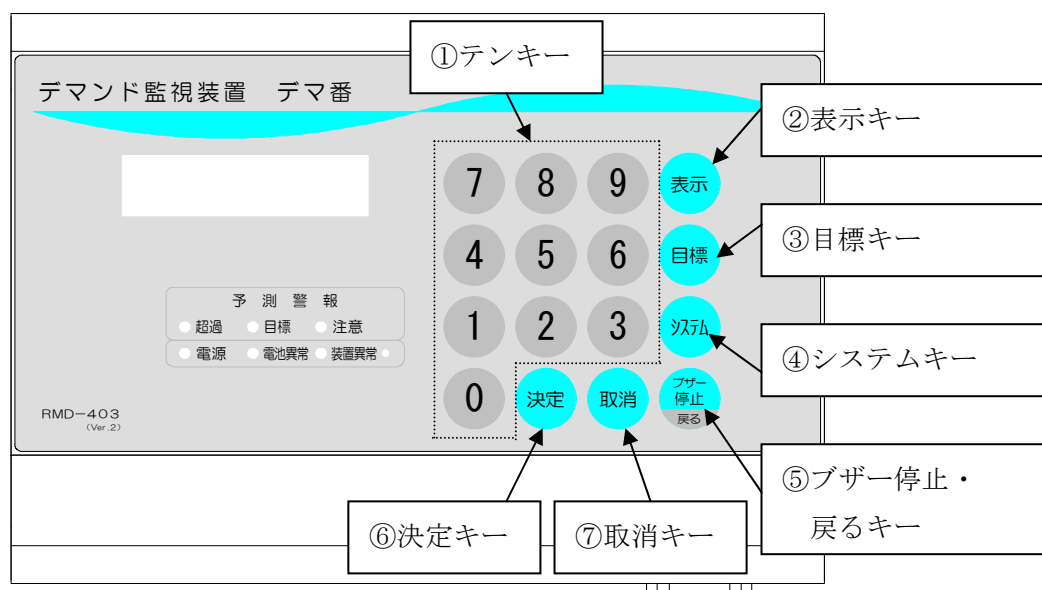 ①テンキー
デマンド監視装置 デマ番
②表示キー
7 8 9 表示
③目標キー
4 5 6 目標
予測警報
超過 目標 注意
1 2 3 システム
電源 電池異常 装置異常
④システムキー
0 決定 取消 ブザー
停止
戻る
RMD-403
(Ver.2)
⑤ブザー停止・
戻るキー
⑥決定キー ⑦取消キー